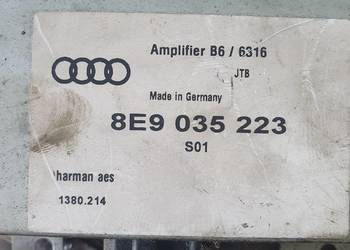 Amplifier B6 / 6316
JTB
Made in Germany
8E9 035 223
S01
harman aes
1380.214